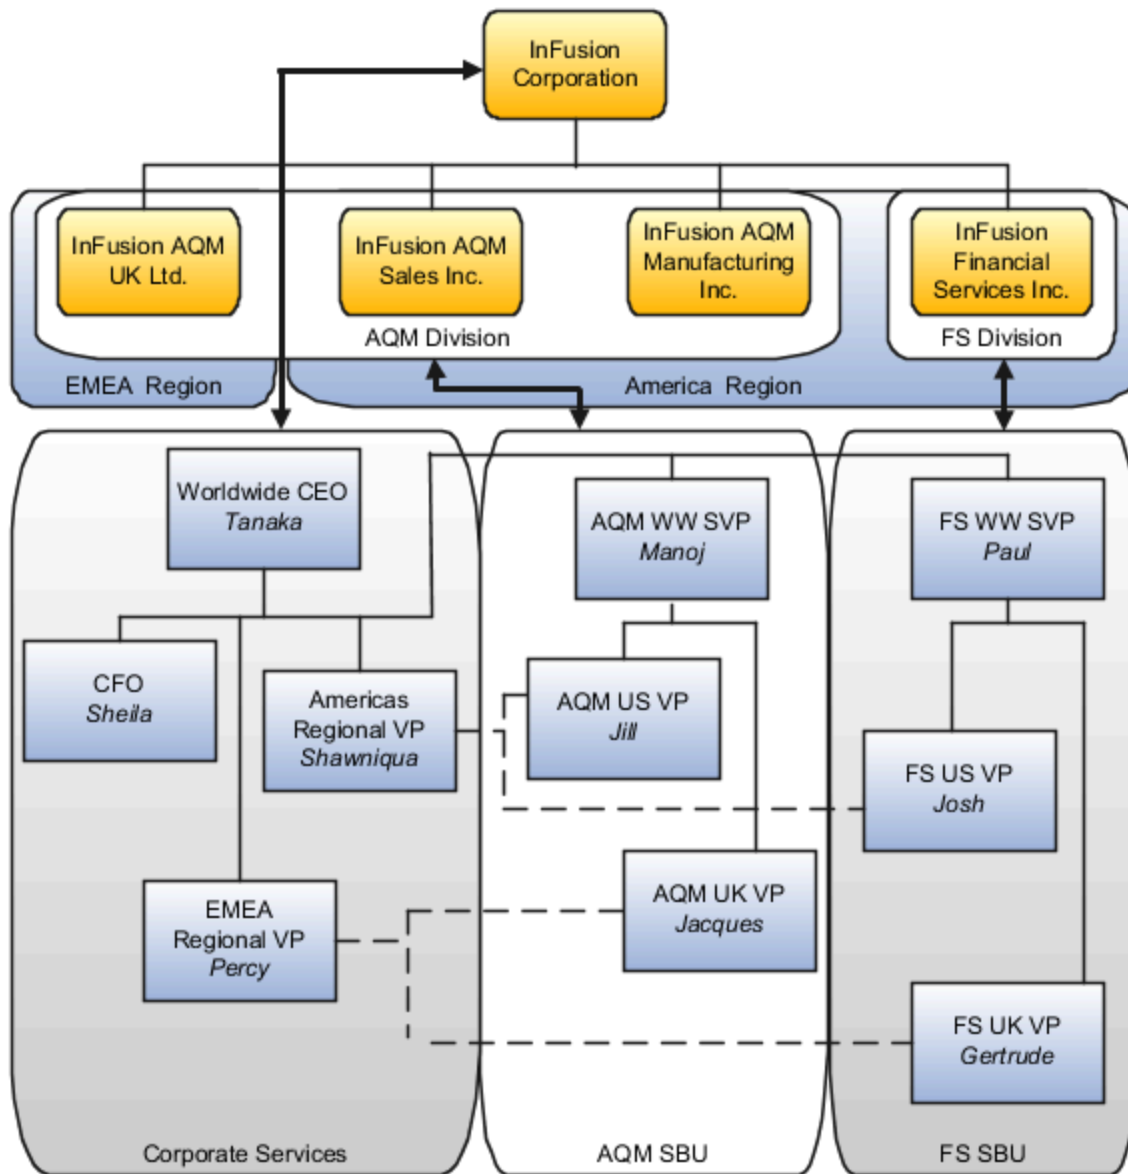 InFusion
Corporation
InFusion AQM
UK Ltd.
InFusion AQM
Sales Inc.
InFusion AQM
Manufacturing
Inc.
InFusion
Financial
Services Inc.
AQM Division
FS Division
EMEA Region
America Region
Worldwide CEO
Tanaka
AQM WW SVP
Manoj
FS WW SVP
Paul
CFO
Sheila
Americas
Regional VP
Shawniqua
AQM US VP
Jill
FS US VP
Josh
EMEA
Regional VP
Percy
AQM UK VP
Jacques
FS UK VP
Gertrude
Corporate Services
AQM SBU
FS SBU